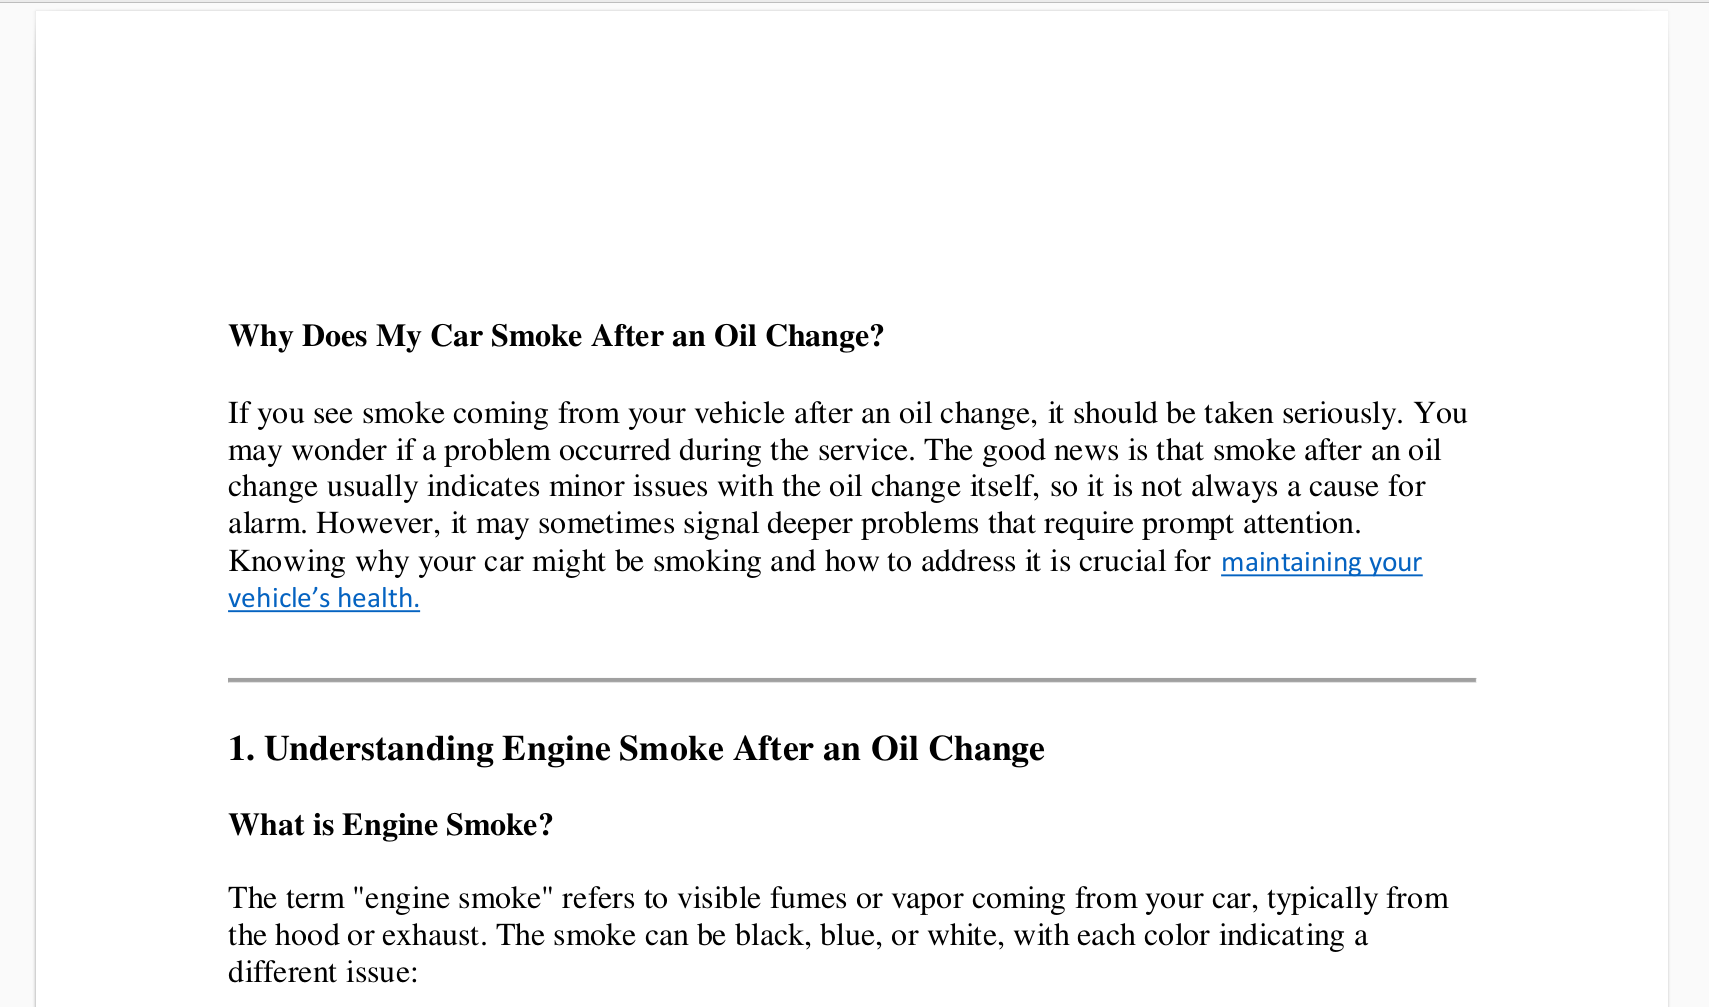 Why Does My Car Smoke After an Oil Change?
If you see smoke coming from your vehicle after an oil change, it should be taken seriously. You
may wonder if a problem occurred during the service. The good news is that smoke after an oil
change usually indicates minor issues with the oil change itself, so it is not always a cause for
alarm. However, it may sometimes signal deeper problems that require prompt attention.
Knowing why your car might be smoking and how to address it is crucial for maintaining your
vehicle’s health.
1. Understanding Engine Smoke After an Oil Change
What is Engine Smoke?
The term "engine smoke" refers to visible fumes or vapor coming from your car, typically from
the hood or exhaust. The smoke can be black, blue, or white, with each color indicating a
different issue: